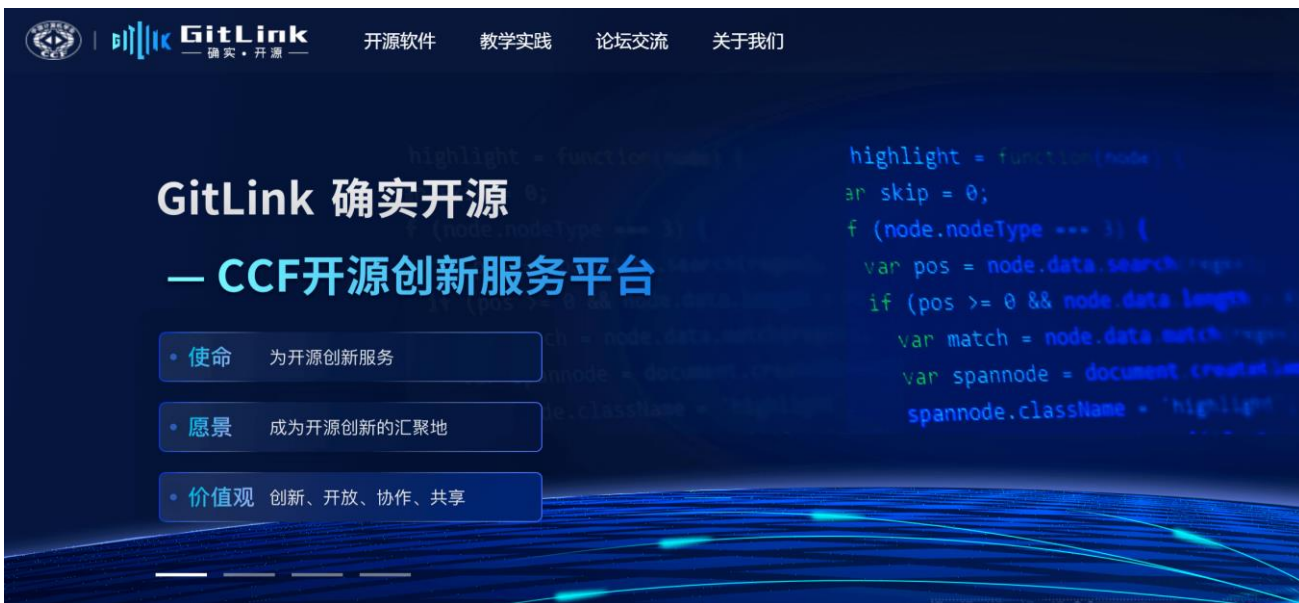 GitLink
确实·开源
开源软件 教学实践 论坛交流 关于我们
GitLink 确实开源
— CCF开源创新服务平台
使命 为开源创新服务
愿景 成为开源创新的汇聚地
价值观 创新、开放、协作、共享
highlight = function(node) {
ar skip = 0;
f (node.nodeType === 3) {
var pos = node.data.search
if (pos >= 0 && node.data.length
var match = node.data.match
var spannode = document
spannode.className = 'highlight